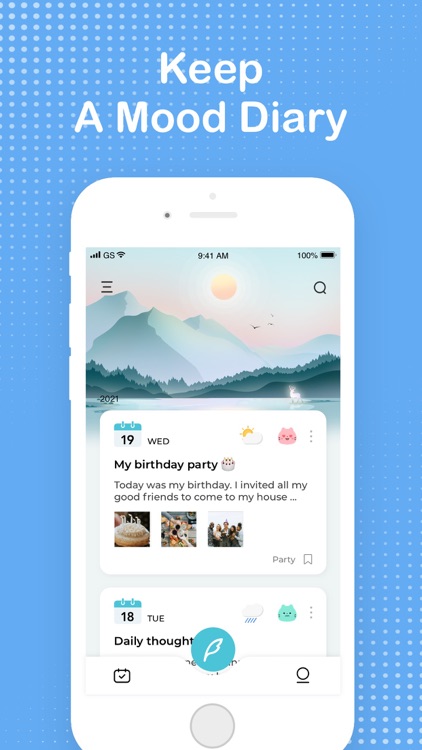 Keep
A Mood Diary
GS 9:41 AM 100%
-2021
19 WED
My birthday party
Today was my birthday. I invited all my
good friends to come to my house ...
Party
18 TUE
Daily thought